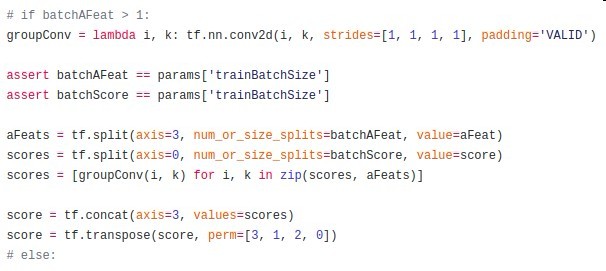 # if batchAFeat > 1:
groupConv = lambda i, k: tf.nn.conv2d(i, k, strides=[1, 1, 1, 1], padding='VALID')
assert batchAFeat == params['trainBatchSize']
assert batchScore == params['trainBatchSize']
aFeats = tf.split(axis=3, num_or_size_splits=batchAFeat, value=aFeat)
scores = tf.split(axis=0, num_or_size_splits=batchScore, value=score)
scores = [groupConv(i, k) for i, k in zip(scores, aFeats)]
score = tf.concat(axis=3, values=scores)
score = tf.transpose(score, perm=[3, 1, 2, 0])
# else: